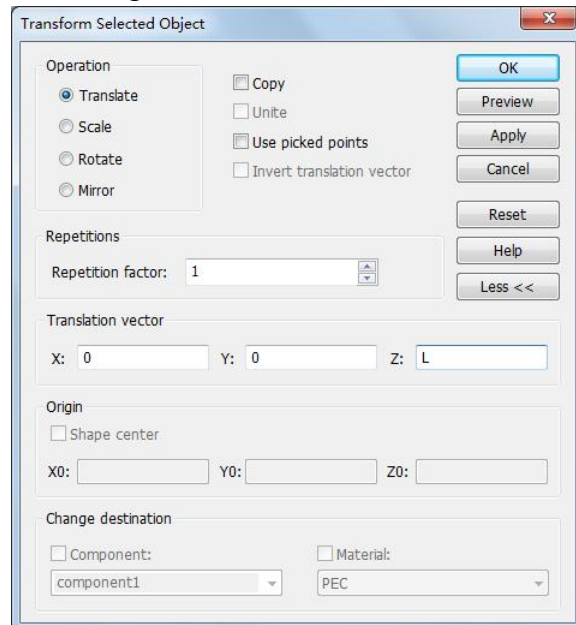 Transform Selected Object
Operation
Translate
Scale
Rotate
Mirror
Copy
Unite
Use picked points
Invert translation vector
OK
Preview
Apply
Cancel
Reset
Help
Less <<
Repetitions
Repetition factor: 1
Translation vector
X: 0 Y: 0 Z: L
Origin
Shape center
X0: Y0: Z0:
Change destination
Component: Material:
component1 PEC